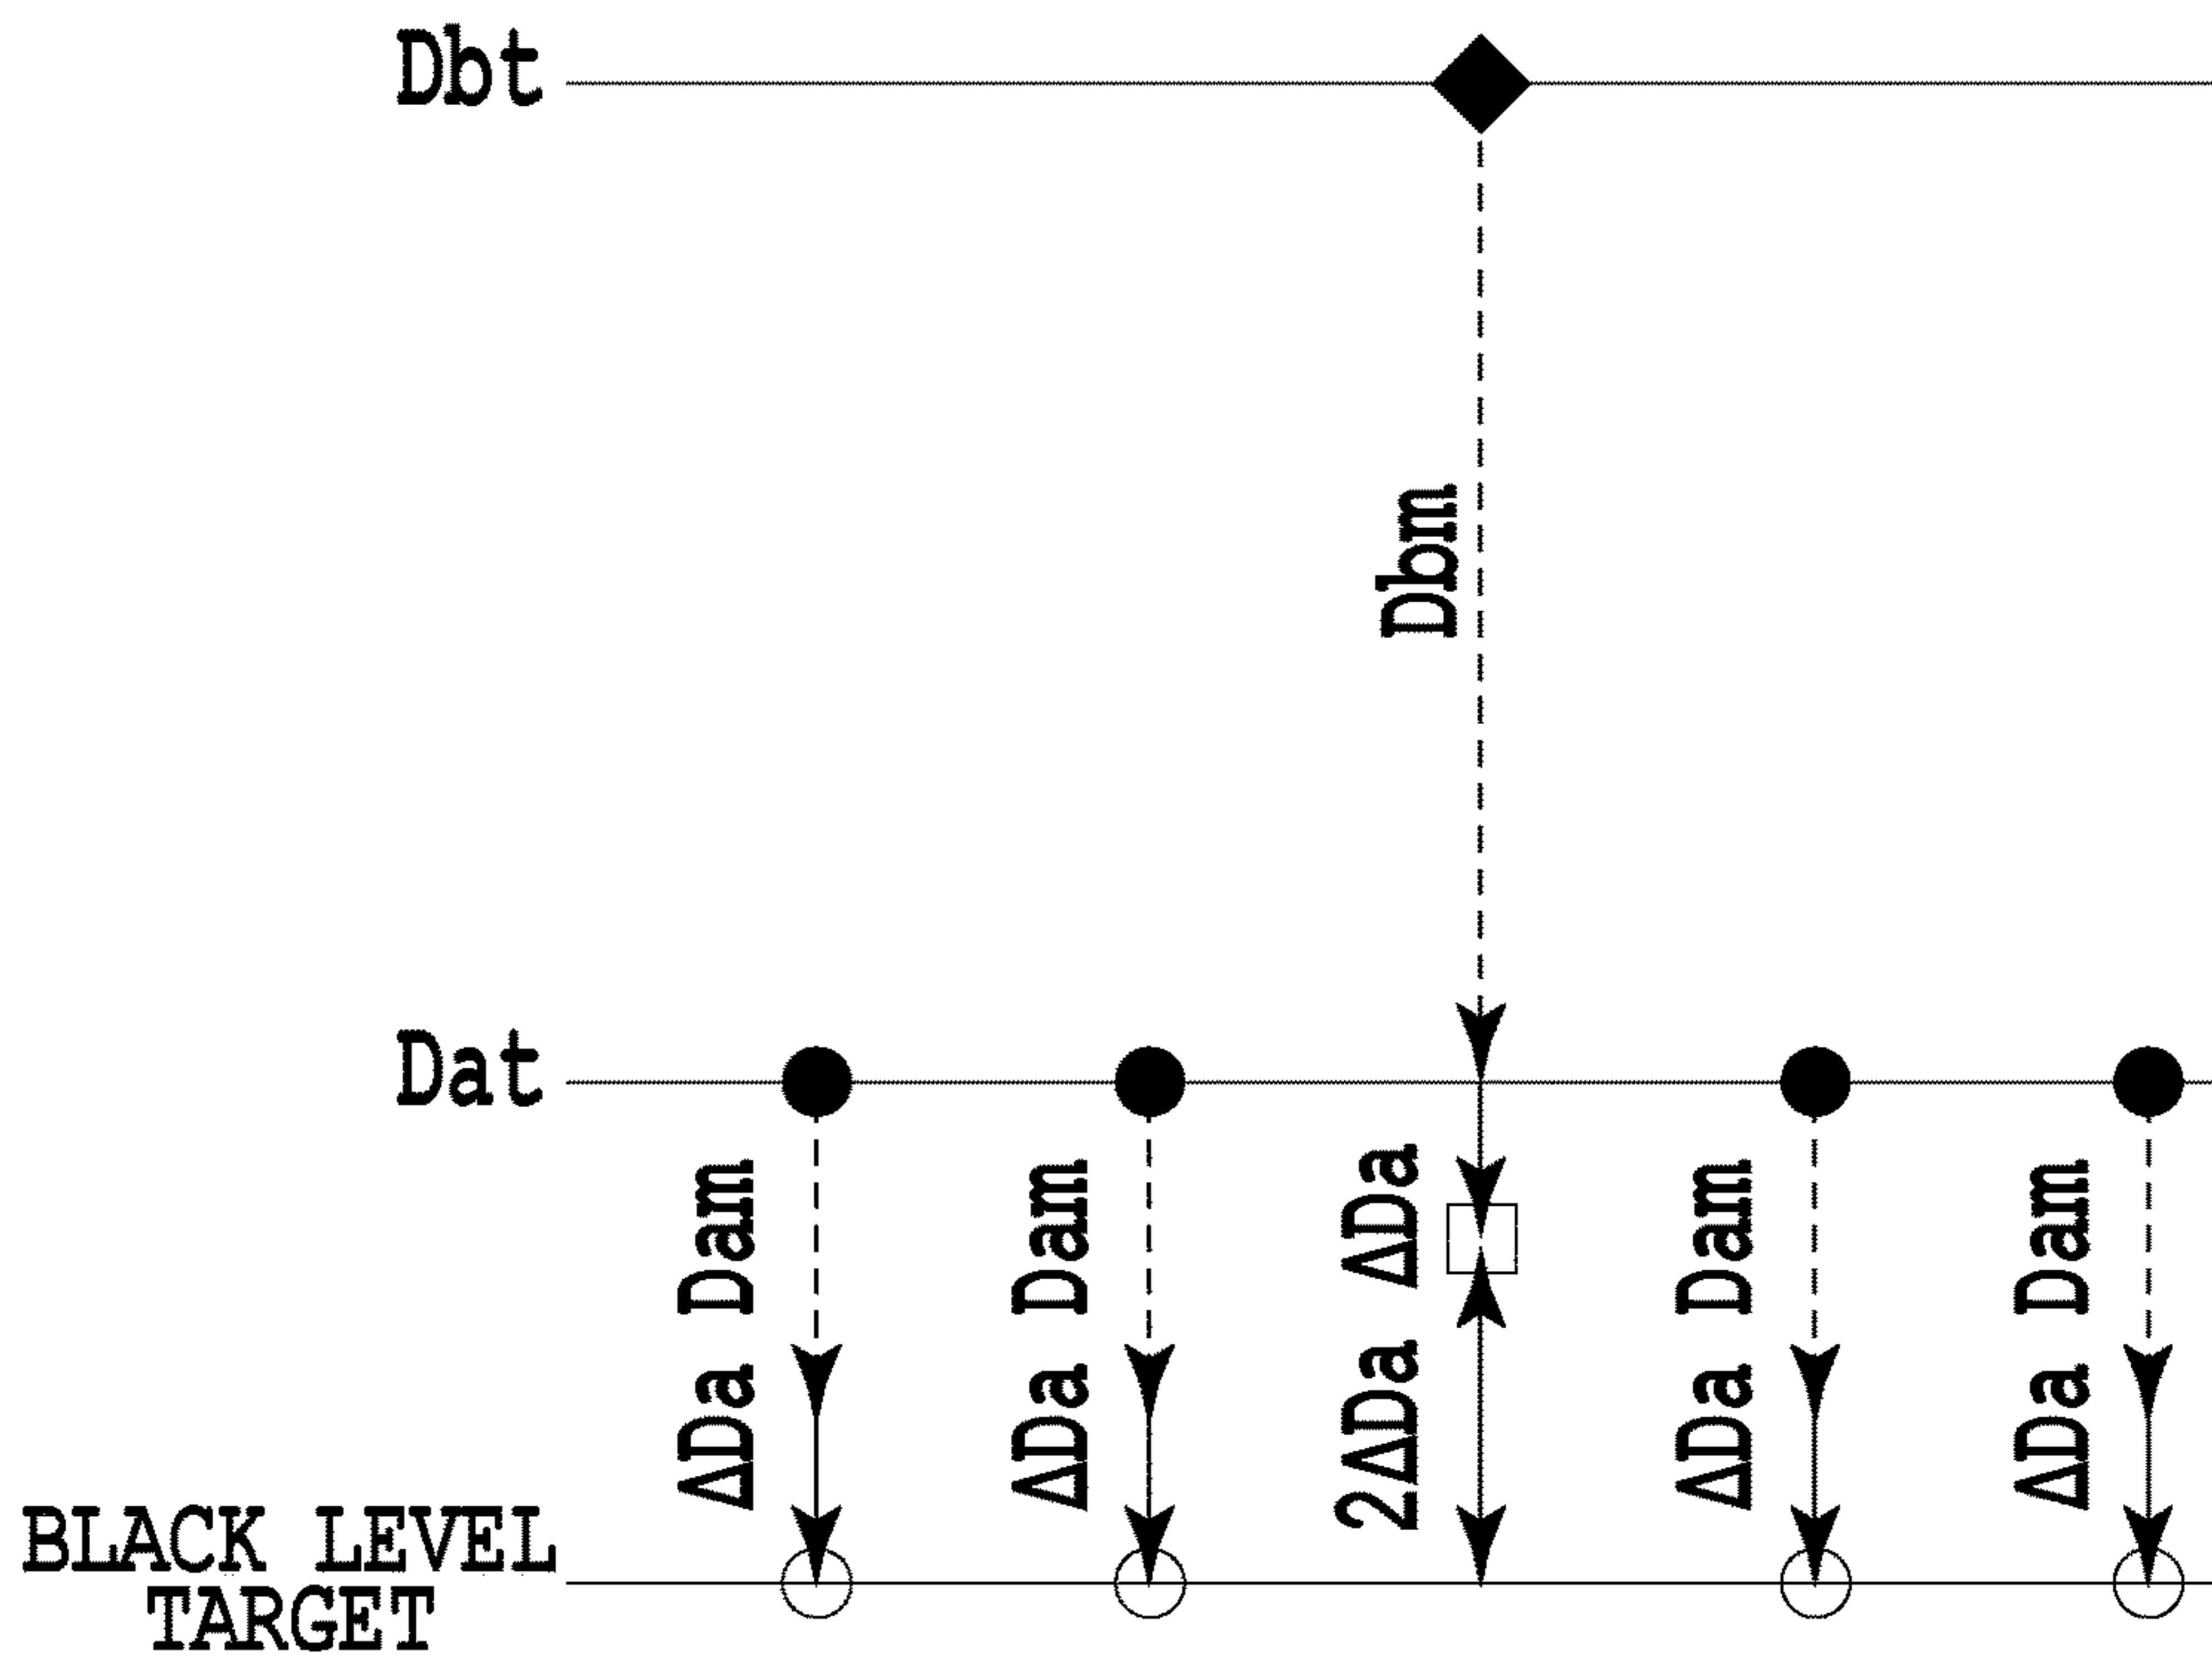 Dbt
Dbm
Dat
ΔDa Dam
ΔDa Dam
2ΔDa ΔDa
ΔDa Dam
ΔDa Dam
BLACK LEVEL
TARGET